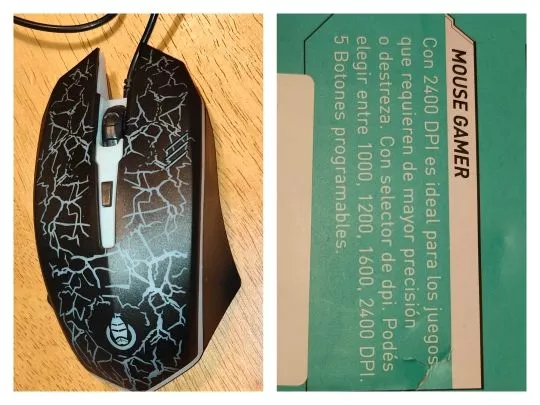 MOUSE GAMER
Con 2400 DPI es ideal para los juegos
que requieren de mayor precisión
o destreza. Con selector de dpi. Podés
elegir entre 1000, 1200, 1600, 2400 DPI.
5 Botones programables.